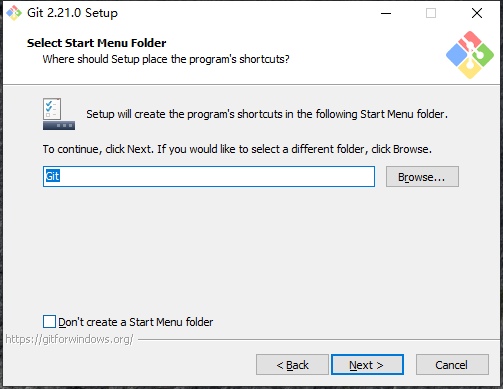 Git 2.21.0 Setup
Select Start Menu Folder
Where should Setup place the program's shortcuts?
Setup will create the program's shortcuts in the following Start Menu folder.
To continue, click Next. If you would like to select a different folder, click Browse.
Git
Browse...
Don't create a Start Menu folder
https://gitforwindows.org/
< Back
Next >
Cancel